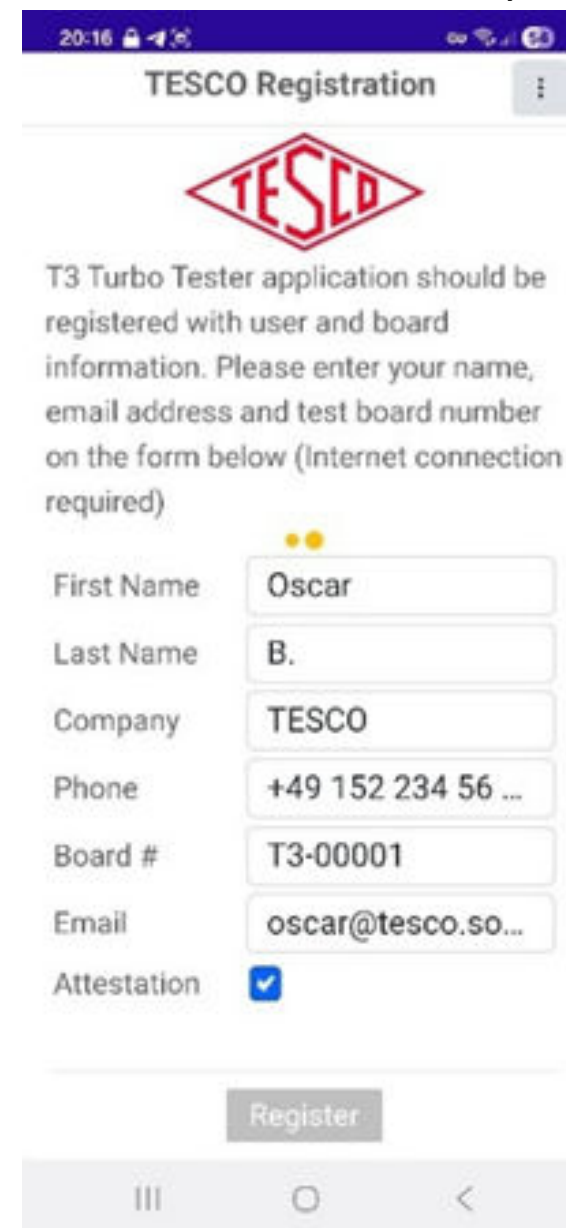 20:16
TESCO Registration
TESCO
T3 Turbo Tester application should be
registered with user and board
information. Please enter your name,
email address and test board number
on the form below (Internet connection
required)
First Name Oscar
Last Name B.
Company TESCO
Phone +49 152 234 56 ...
Board # T3-00001
Email oscar@tesco.so...
Attestation
Register